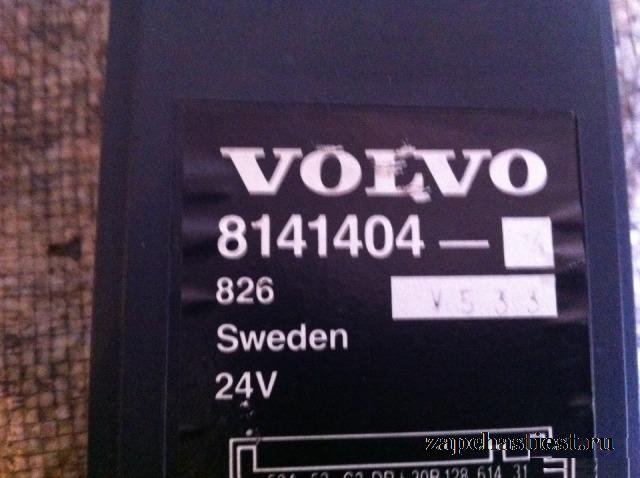 VOLVO
8141404 —
826
V533
Sweden
24V
zapchastiest.ru